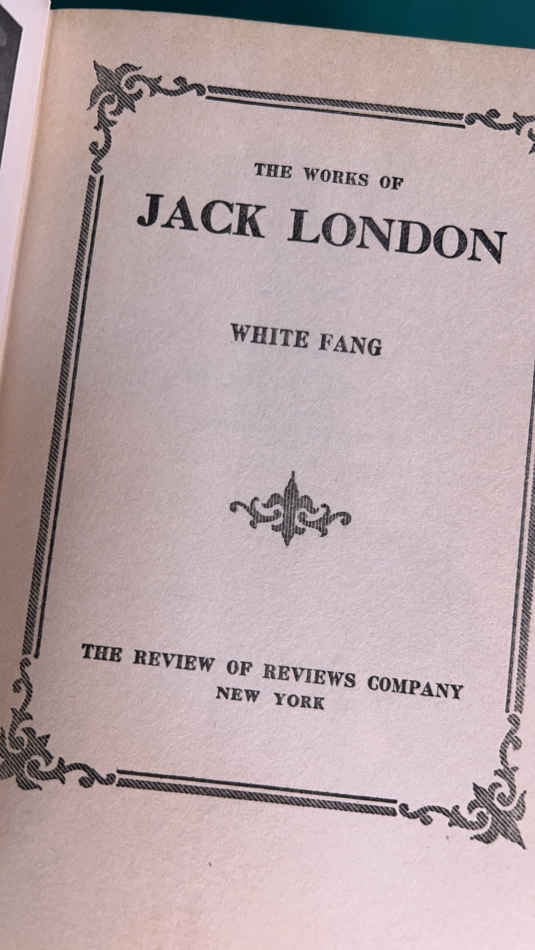 THE WORKS OF
JACK LONDON
WHITE FANG
THE REVIEW OF REVIEWS COMPANY
NEW YORK